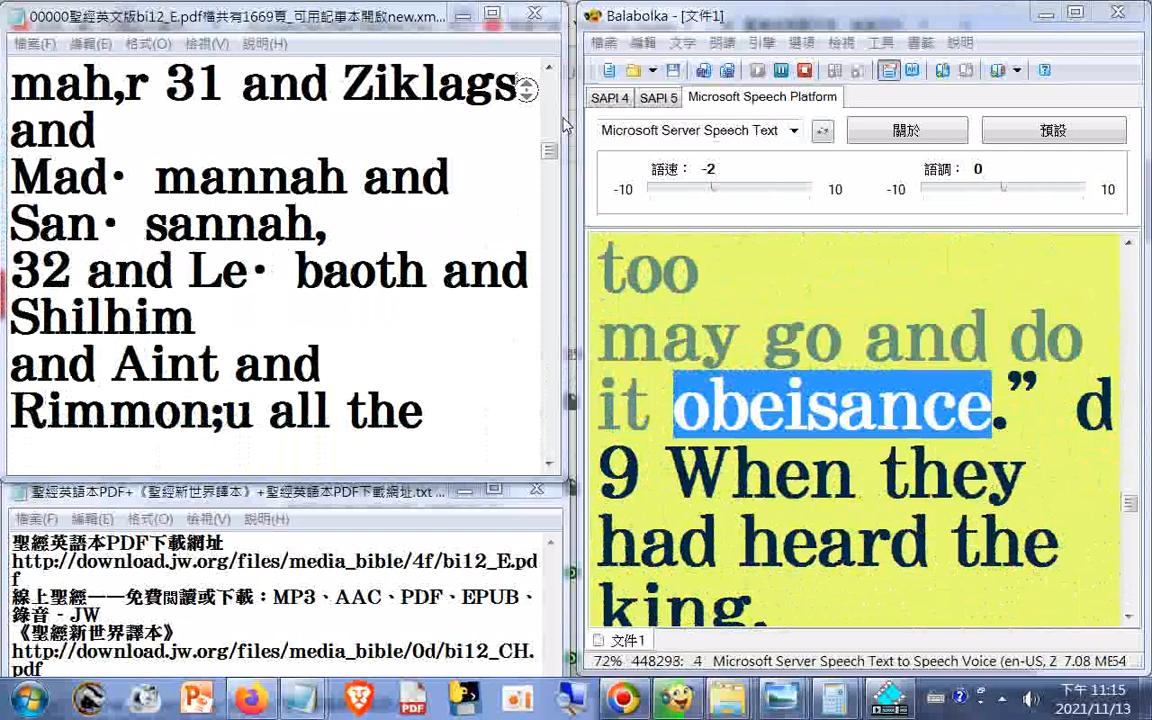 00000聖經英文版bi12_E.pdf檔共有1669頁_可用記事本開啟new.xm...
檔案(F) 編輯(E) 格式(O) 檢視(V) 說明(H)
mah,r 31 and Ziklags
and
Mad· mannah and
San· sannah,
32 and Le· baoth and
Shilhim
and Aint and
Rimmon;u all the
聖經英語本PDF+《聖經新世界譯本》+聖經英語本PDF下載網址.txt ...
檔案(F) 編輯(E) 格式(O) 檢視(V) 說明(H)
聖經英語本PDF下載網址
http://download.jw.org/files/media_bible/4f/bi12_E.pd
f
線上聖經──免費閱讀或下載：MP3、AAC、PDF、EPUB、
錄音 - JW
《聖經新世界譯本》
http://download.jw.org/files/media_bible/0d/bi12_CH.
pdf
Balabolka - [文件1]
檔案 編輯 文字 朗讀 引擎 選項 檢視 工具 書籤 說明
SAPI 4 SAPI 5 Microsoft Speech Platform
Microsoft Server Speech Text 關於 預設
語速： -2 語調： 0
-10 10 -10 10
too
may go and do
it obeisance.” d
9 When they
had heard the
king,
文件1
72% 448293: 4 Microsoft Server Speech Text to Speech Voice (en-US, Z 7.08 ME54
下午 11:15
2021/11/13